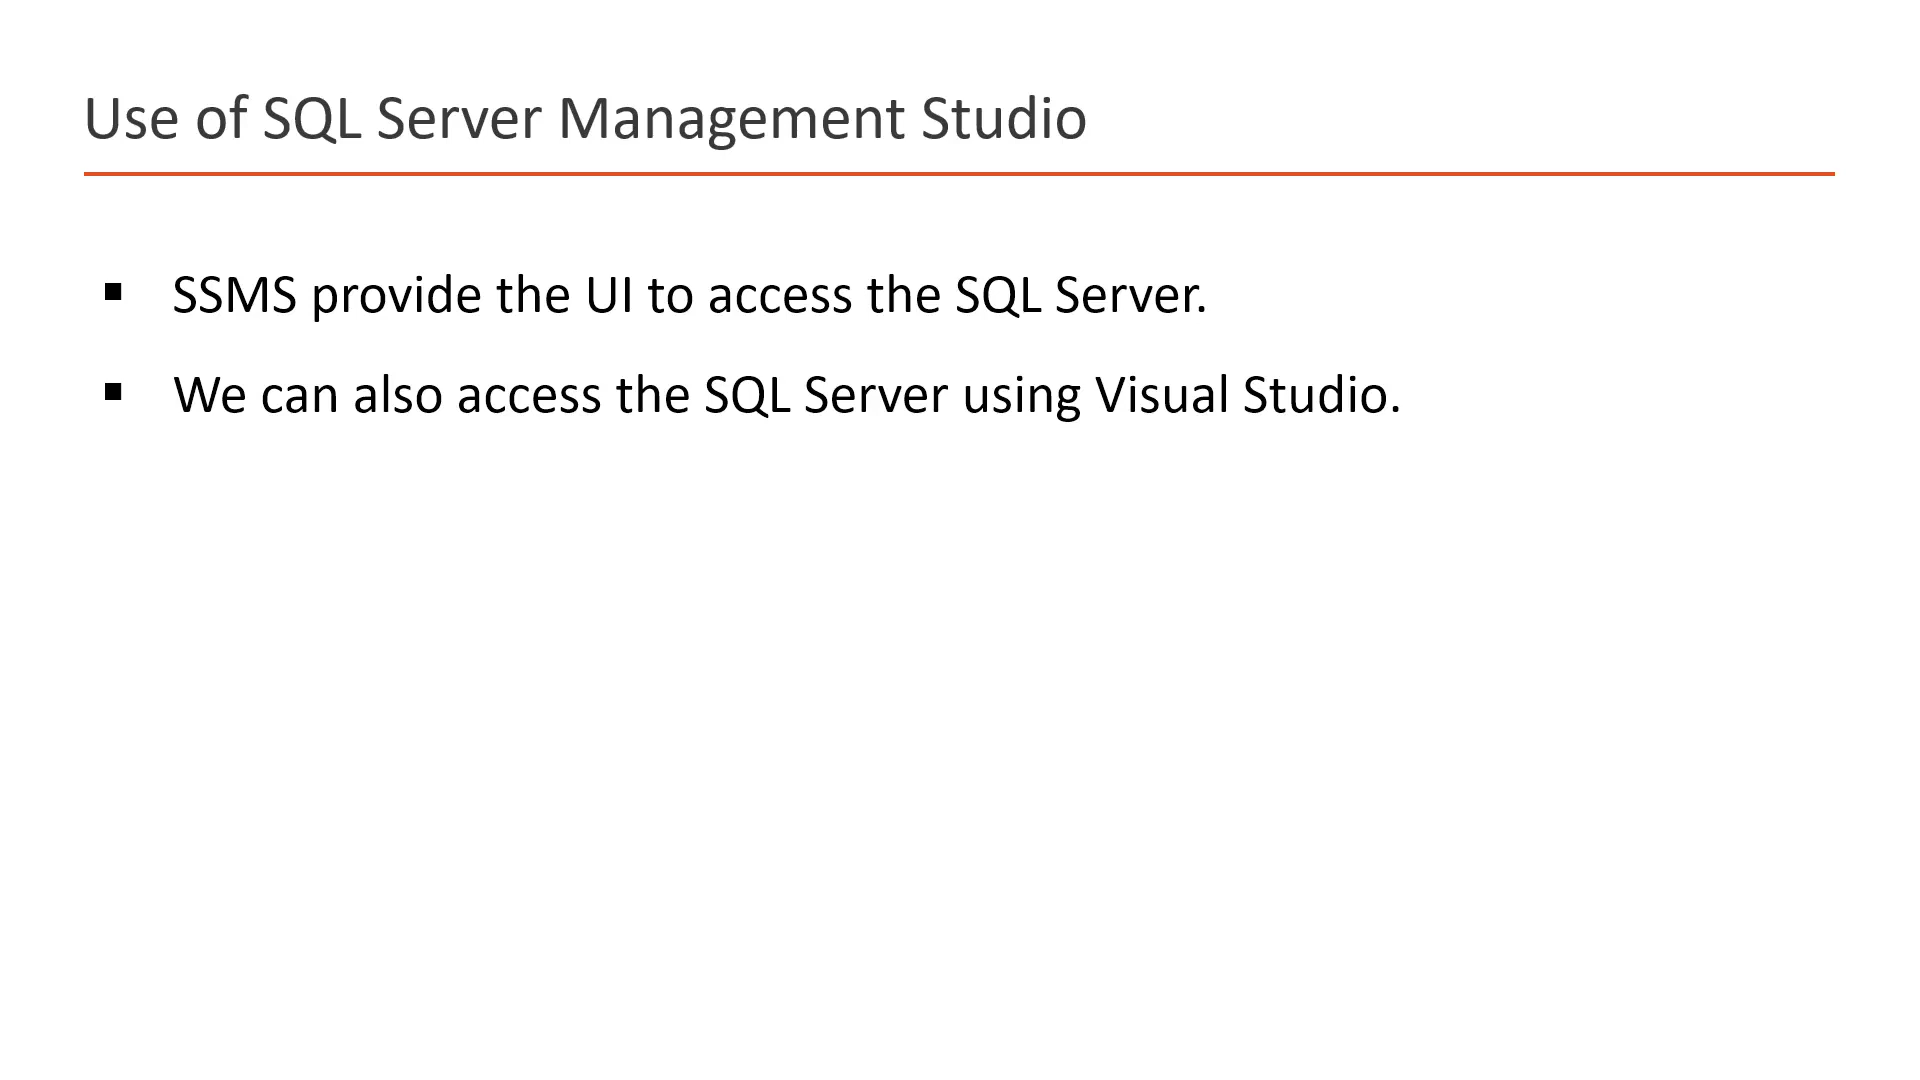 Use of SQL Server Management Studio
▪ SSMS provide the UI to access the SQL Server.
▪ We can also access the SQL Server using Visual Studio.